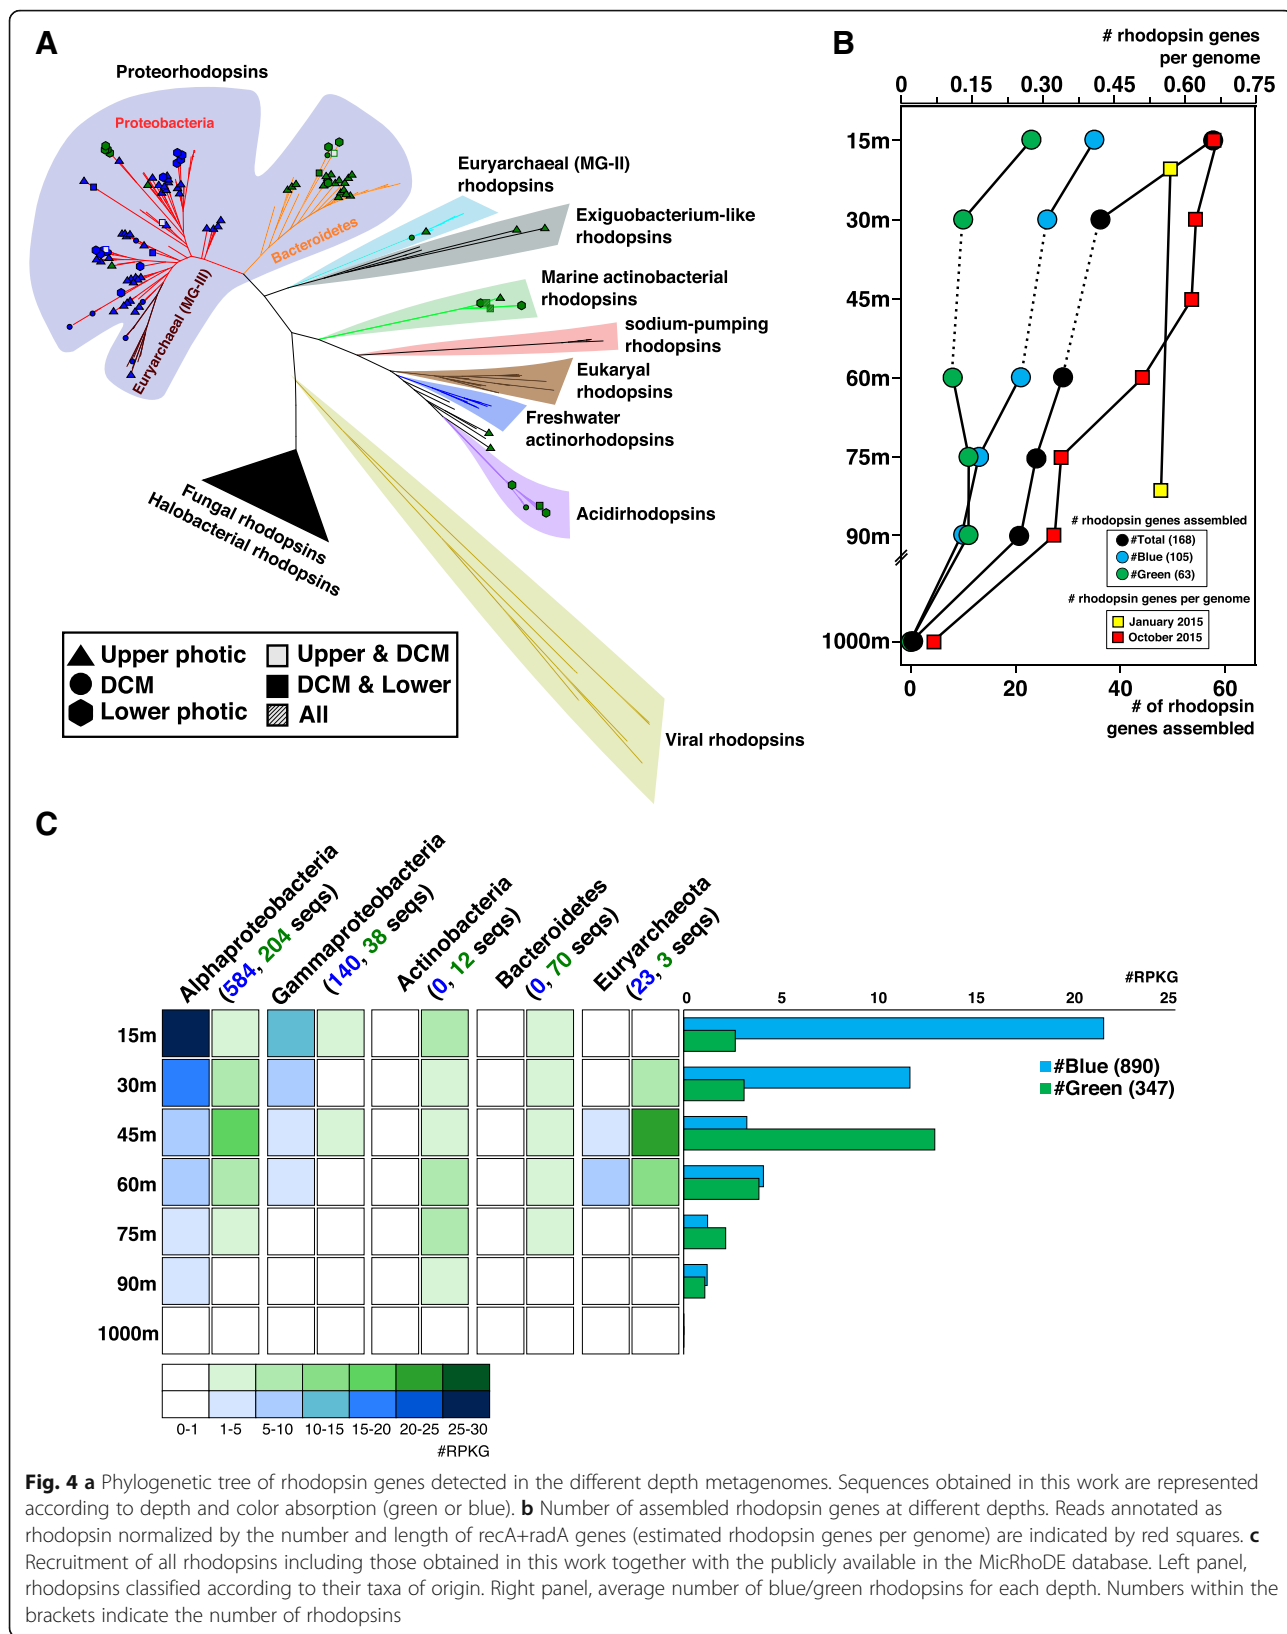 A
Proteorhodopsins
Proteobacteria
Bacteroidetes
Euryarchaeal (MG-III)
Euryarchaeal (MG-II)
rhodopsins
Exiguobacterium-like
rhodopsins
Marine actinobacterial
rhodopsins
sodium-pumping
rhodopsins
Eukaryal
rhodopsins
Freshwater
actinorhodopsins
Acidirhodopsins
Viral rhodopsins
Fungal rhodopsins
Halobacterial rhodopsins
Upper photic
Upper & DCM
DCM
DCM & Lower
Lower photic
All
B
# rhodopsin genes
per genome
0 0.15 0.30 0.45 0.60 0.75
15m
30m
45m
60m
75m
90m
1000m
# rhodopsin genes assembled
#Total (168)
#Blue (105)
#Green (63)
# rhodopsin genes per genome
January 2015
October 2015
0 20 40 60
# of rhodopsin
genes assembled
C
Alphaproteobacteria
(584, 204 seqs)
Gammaproteobacteria
(140, 38 seqs)
Actinobacteria
(0, 12 seqs)
Bacteroidetes
(0, 70 seqs)
Euryarchaeota
(23, 3 seqs)
#RPKG
0 5 10 15 20 25
15m
30m
45m
60m
75m
90m
1000m
#Blue (890)
#Green (347)
0-1 1-5 5-10 10-15 15-20 20-25 25-30
#RPKG
Fig. 4 a Phylogenetic tree of rhodopsin genes detected in the different depth metagenomes. Sequences obtained in this work are represented
according to depth and color absorption (green or blue). b Number of assembled rhodopsin genes at different depths. Reads annotated as
rhodopsin normalized by the number and length of recA+radA genes (estimated rhodopsin genes per genome) are indicated by red squares. c
Recruitment of all rhodopsins including those obtained in this work together with the publicly available in the MicRhoDE database. Left panel,
rhodopsins classified according to their taxa of origin. Right panel, average number of blue/green rhodopsins for each depth. Numbers within the
brackets indicate the number of rhodopsins